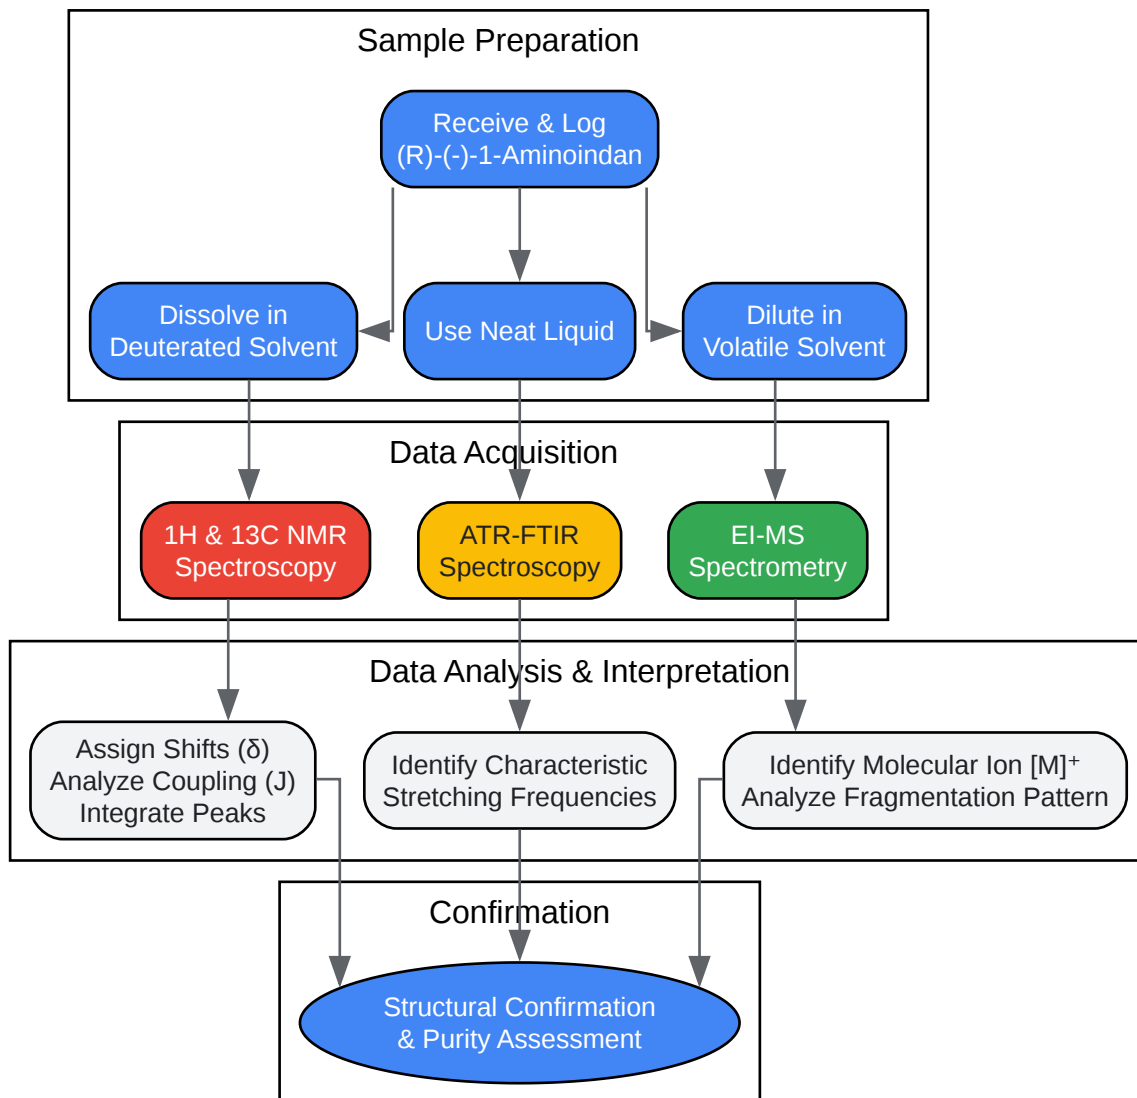 Sample Preparation
Receive & Log
(R)-(-)-1-Aminoindan
Dissolve in
Deuterated Solvent
Use Neat Liquid
Dilute in
Volatile Solvent
Data Acquisition
1H & 13C NMR
Spectroscopy
ATR-FTIR
Spectroscopy
EI-MS
Spectrometry
Data Analysis & Interpretation
Assign Shifts (δ)
Analyze Coupling (J)
Integrate Peaks
Identify Characteristic
Stretching Frequencies
Identify Molecular Ion [M]⁺
Analyze Fragmentation Pattern
Confirmation
Structural Confirmation
& Purity Assessment